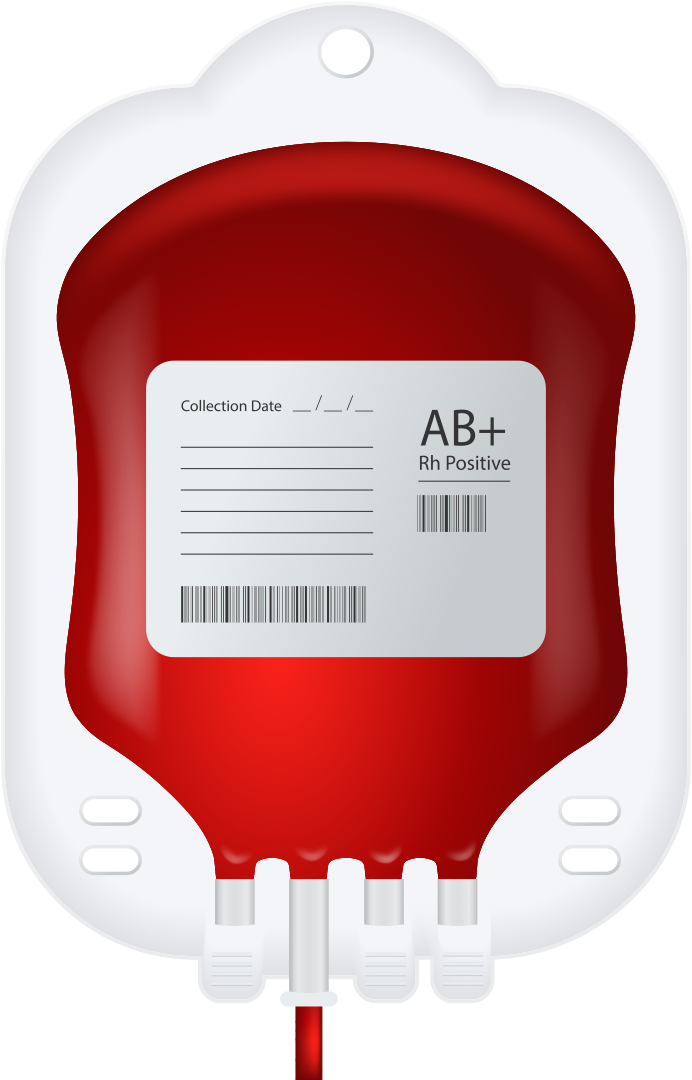 Collection Date __ /__ /__
AB+
Rh Positive